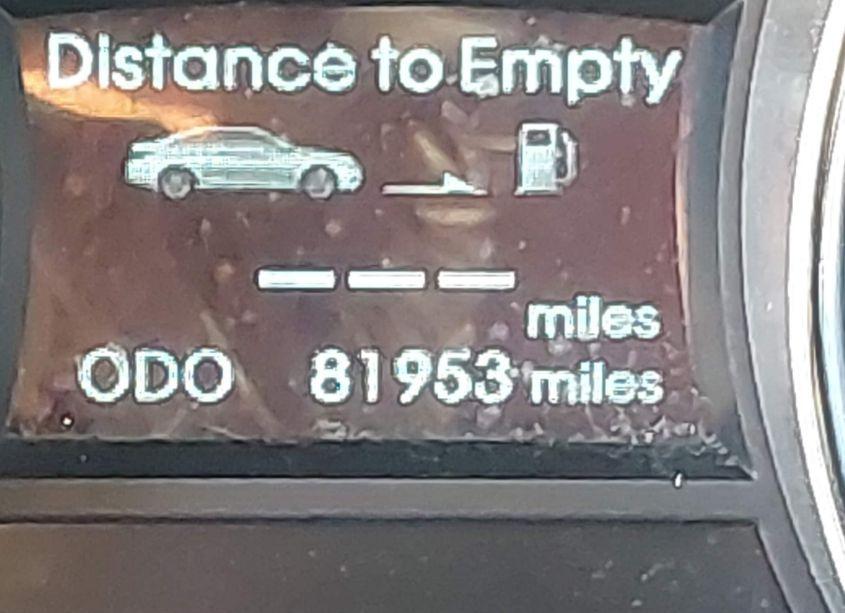 Distance to Empty
--- miles
ODO 81953 miles